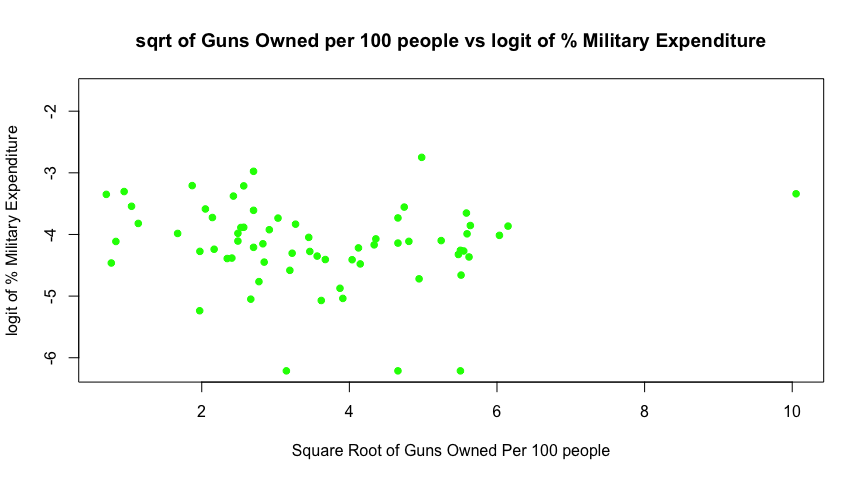 sqrt of Guns Owned per 100 people vs logit of % Military Expenditure
logit of % Military Expenditure
-2
-3
-4
-5
-6
2 4 6 8 10
Square Root of Guns Owned Per 100 people